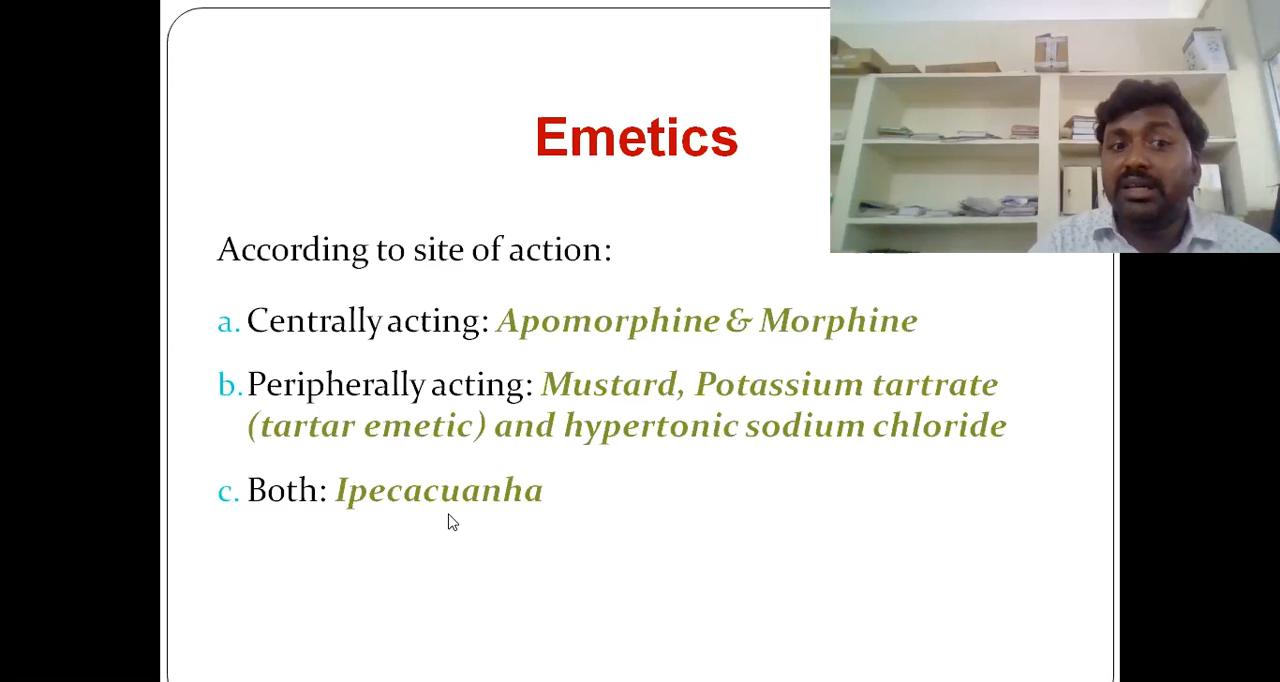 Emetics
According to site of action:
a. Centrally acting: Apomorphine & Morphine
b. Peripherally acting: Mustard, Potassium tartrate
(tartar emetic) and hypertonic sodium chloride
c. Both: Ipecacuanha